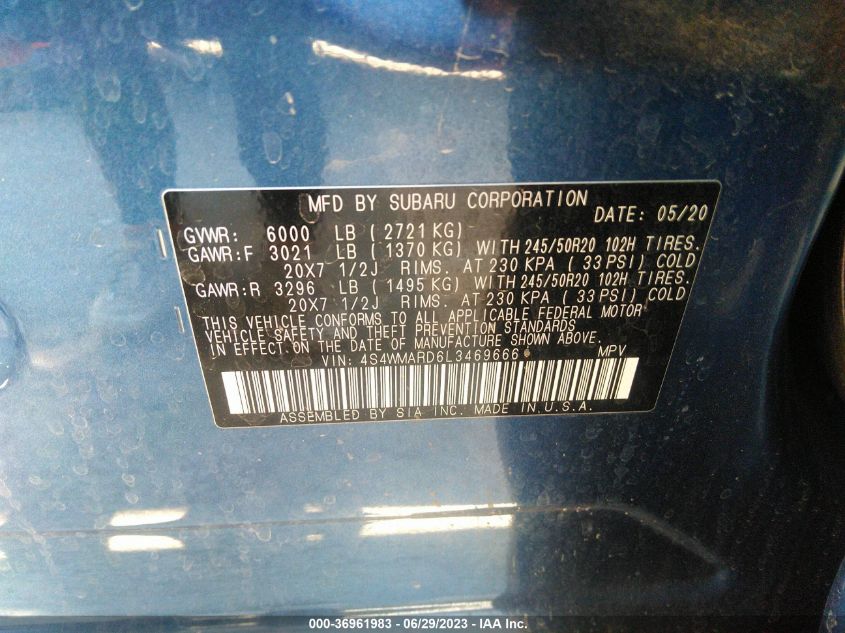 MFD BY SUBARU CORPORATION
DATE: 05/20
GVWR: 6000 LB ( 2721 KG)
GAWR:F 3021 LB ( 1370 KG) WITH 245/50R20 102H TIRES.
20X7 1/2J RIMS. AT 230 KPA ( 33 PSI) COLD
GAWR:R 3296 LB ( 1495 KG) WITH 245/50R20 102H TIRES.
20X7 1/2J RIMS. AT 230 KPA ( 33 PSI) COLD
THIS VEHICLE CONFORMS TO ALL APPLICABLE FEDERAL MOTOR
VEHICLE SAFETY AND THEFT PREVENTION STANDARDS
IN EFFECT ON THE DATE OF MANUFACTURE SHOWN ABOVE.
VIN: 4S4WMARD6L3469666 MPV
ASSEMBLED BY SIA INC. MADE IN U.S.A.
000-36961983 - 06/29/2023 - IAA Inc.